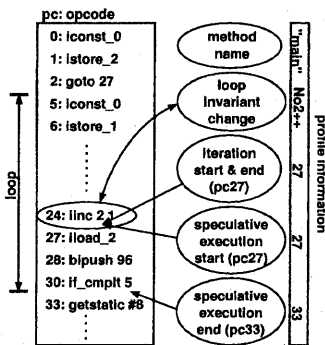 pc: opcode
0: iconst_0
1: istore_2
2: goto 27
5: iconst_0
6: istore_1
24: iinc 2 1
27: iload_2
28: bipush 96
30: if_cmplt 5
33: getstatic #8
loop
method
name
loop
invariant
change
iteration
start & end
(pc27)
speculative
execution
start (pc27)
speculative
execution
end (pc33)
"main"
No2++
27
27
33
profile information